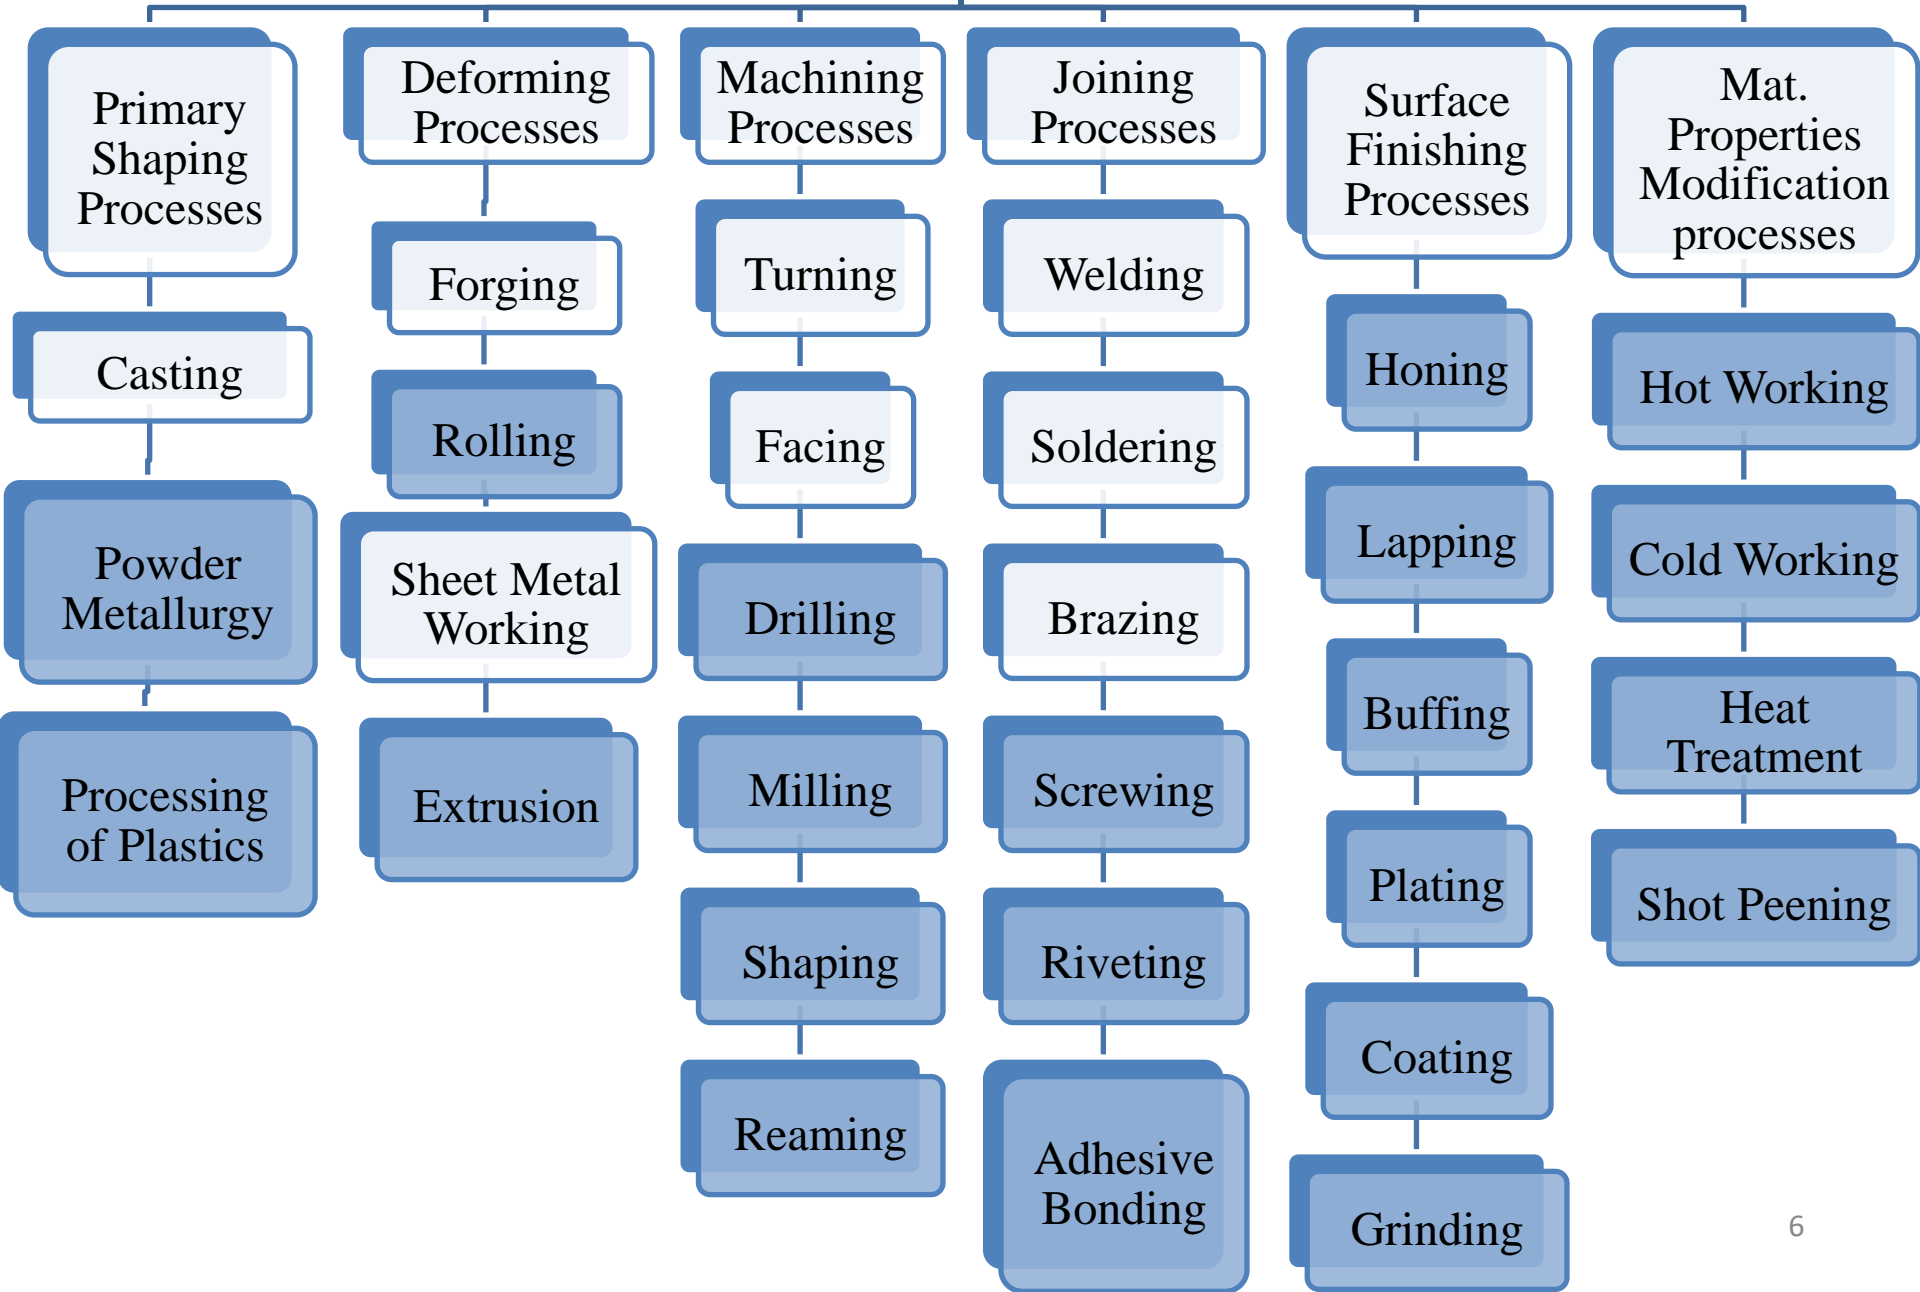 Primary
Shaping
Processes
Casting
Powder
Metallurgy
Processing
of Plastics
Deforming
Processes
Forging
Rolling
Sheet Metal
Working
Extrusion
Machining
Processes
Turning
Facing
Drilling
Milling
Shaping
Reaming
Joining
Processes
Welding
Soldering
Brazing
Screwing
Riveting
Adhesive
Bonding
Surface
Finishing
Processes
Honing
Lapping
Buffing
Plating
Coating
Grinding
Mat.
Properties
Modification
processes
Hot Working
Cold Working
Heat
Treatment
Shot Peening
6